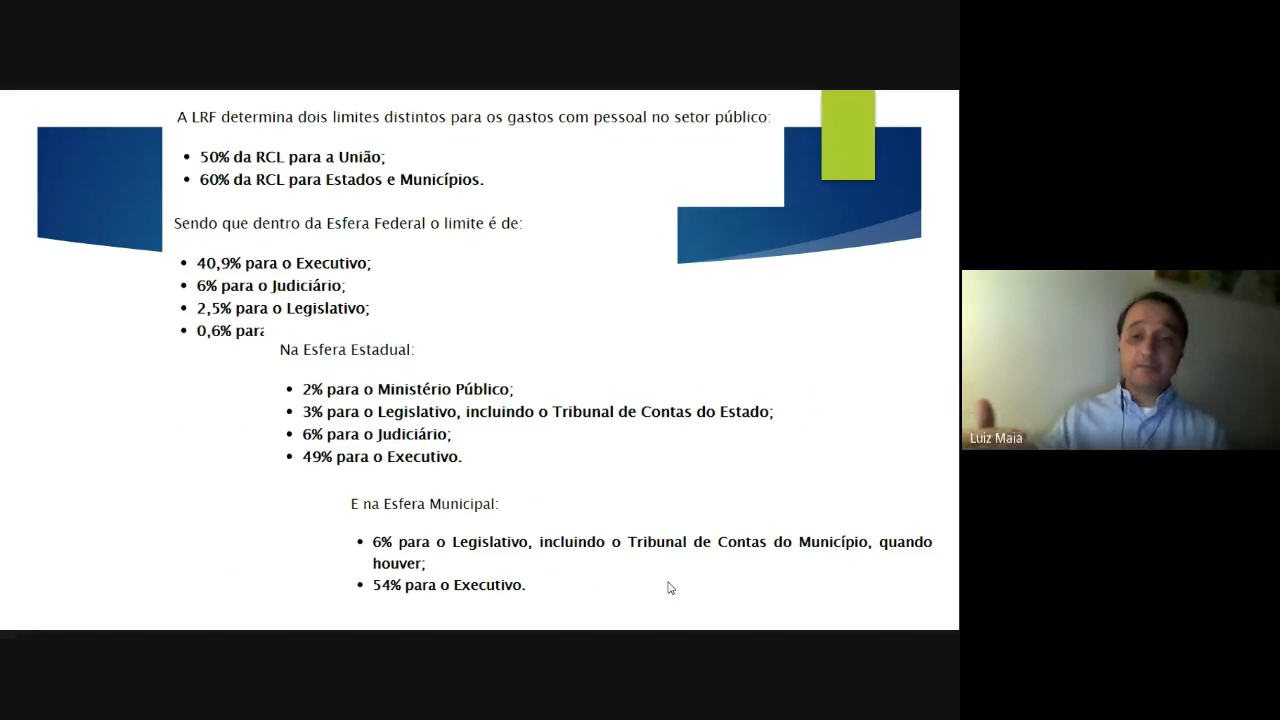 A LRF determina dois limites distintos para os gastos com pessoal no setor público:
• 50% da RCL para a União;
• 60% da RCL para Estados e Municípios.
Sendo que dentro da Esfera Federal o limite é de:
• 40,9% para o Executivo;
• 6% para o Judiciário;
• 2,5% para o Legislativo;
• 0,6% para
Na Esfera Estadual:
• 2% para o Ministério Público;
• 3% para o Legislativo, incluindo o Tribunal de Contas do Estado;
• 6% para o Judiciário;
• 49% para o Executivo.
E na Esfera Municipal:
• 6% para o Legislativo, incluindo o Tribunal de Contas do Município, quando
houver;
• 54% para o Executivo.
Luiz Maia